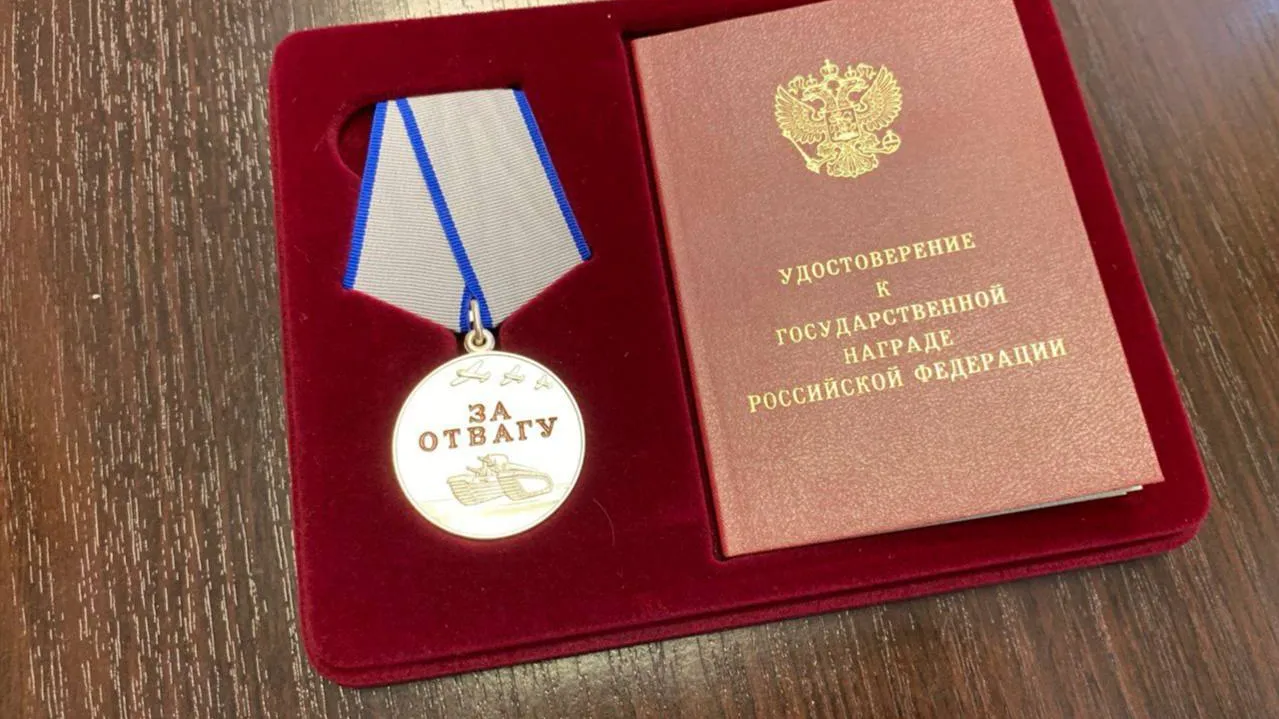 ЗА
ОТВАГУ
УДОСТОВЕРЕНИЕ
К
ГОСУДАРСТВЕННОЙ
НАГРАДЕ
РОССИЙСКОЙ ФЕДЕРАЦИИ